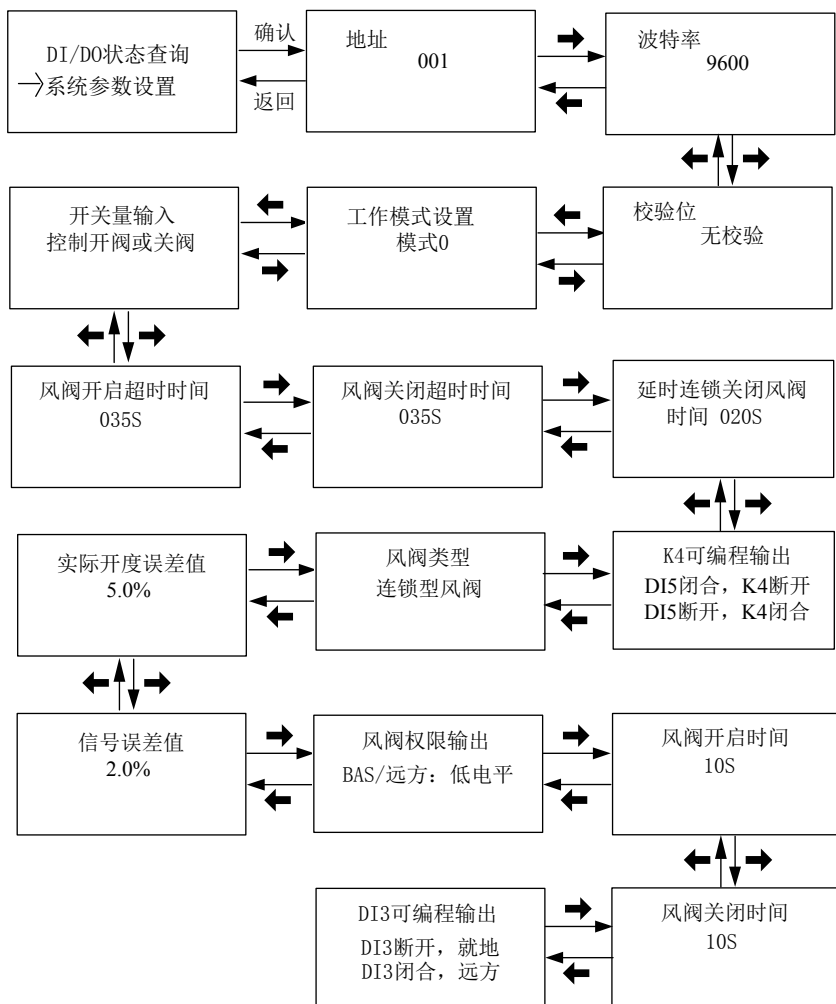 DI/DO状态查询
系统参数设置
确认
返回
地址
001
波特率
9600
开关量输入
控制开阀或关阀
工作模式设置
模式0
校验位
无校验
风阀开启超时时间
035S
风阀关闭超时时间
035S
延时连锁关闭风阀
时间 020S
实际开度误差值
5.0%
风阀类型
连锁型风阀
K4可编程输出
DI5闭合，K4断开
DI5断开，K4闭合
信号误差值
2.0%
风阀权限输出
BAS/远方：低电平
风阀开启时间
10S
DI3可编程输出
DI3断开，就地
DI3闭合，远方
风阀关闭时间
10S